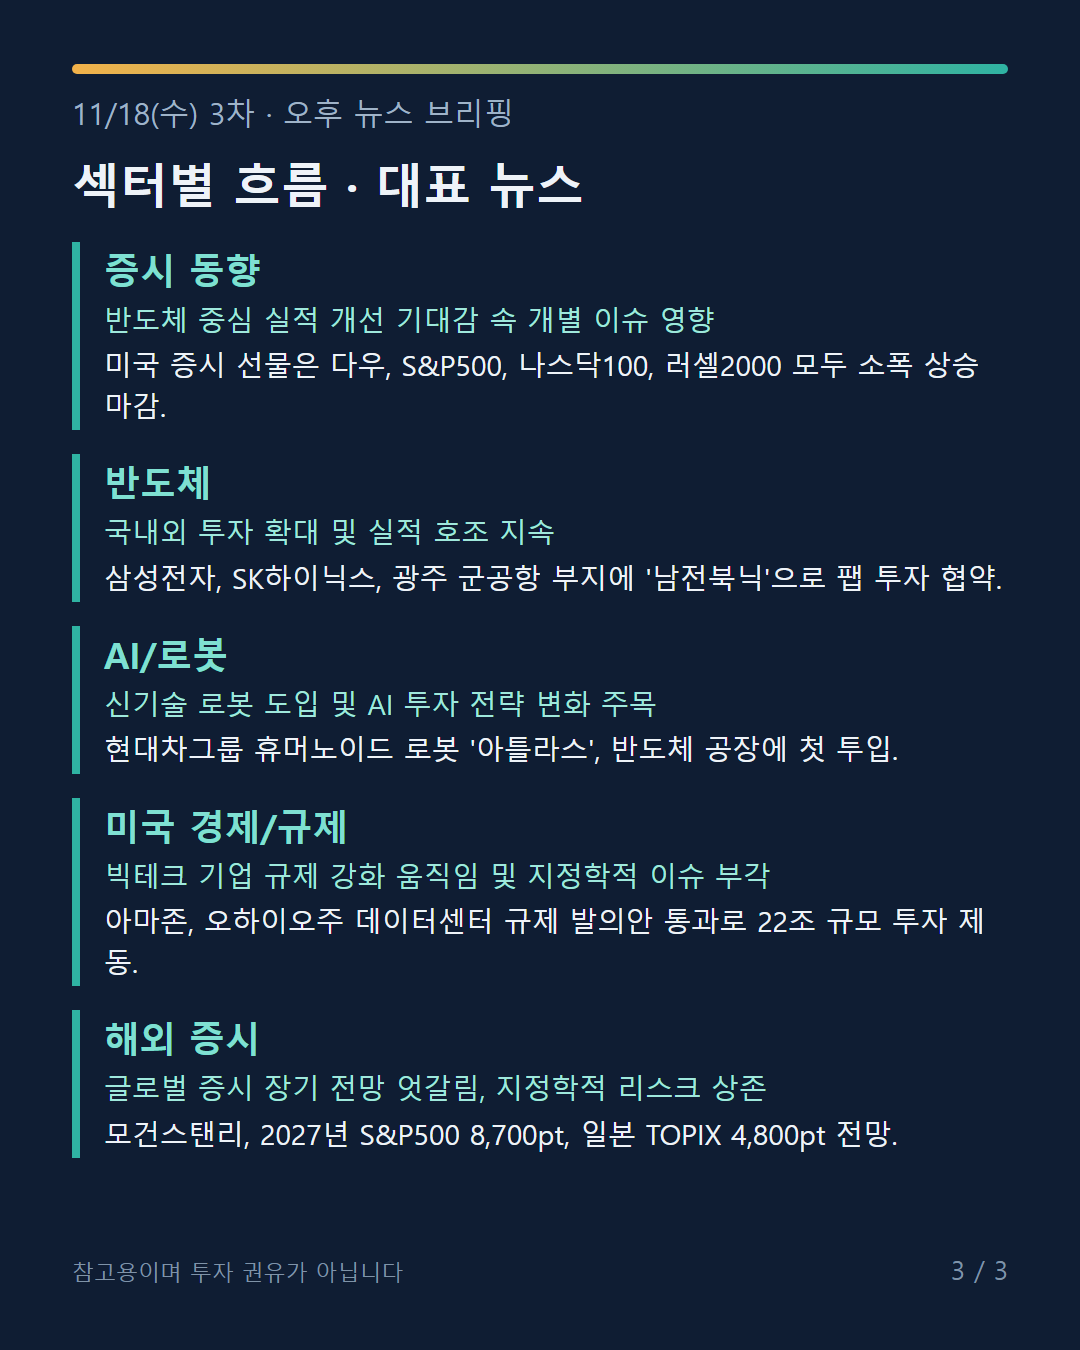 11/18(수) 3차 · 오후 뉴스 브리핑
섹터별 흐름 · 대표 뉴스
증시 동향
반도체 중심 실적 개선 기대감 속 개별 이슈 영향
미국 증시 선물은 다우, S&P500, 나스닥100, 러셀2000 모두 소폭 상승
마감.
반도체
국내외 투자 확대 및 실적 호조 지속
삼성전자, SK하이닉스, 광주 군공항 부지에 '남전북닉'으로 팹 투자 협약.
AI/로봇
신기술 로봇 도입 및 AI 투자 전략 변화 주목
현대차그룹 휴머노이드 로봇 '아틀라스', 반도체 공장에 첫 투입.
미국 경제/규제
빅테크 기업 규제 강화 움직임 및 지정학적 이슈 부각
아마존, 오하이오주 데이터센터 규제 발의안 통과로 22조 규모 투자 제
동.
해외 증시
글로벌 증시 장기 전망 엇갈림, 지정학적 리스크 상존
모건스탠리, 2027년 S&P500 8,700pt, 일본 TOPIX 4,800pt 전망.
참고용이며 투자 권유가 아닙니다
3 / 3